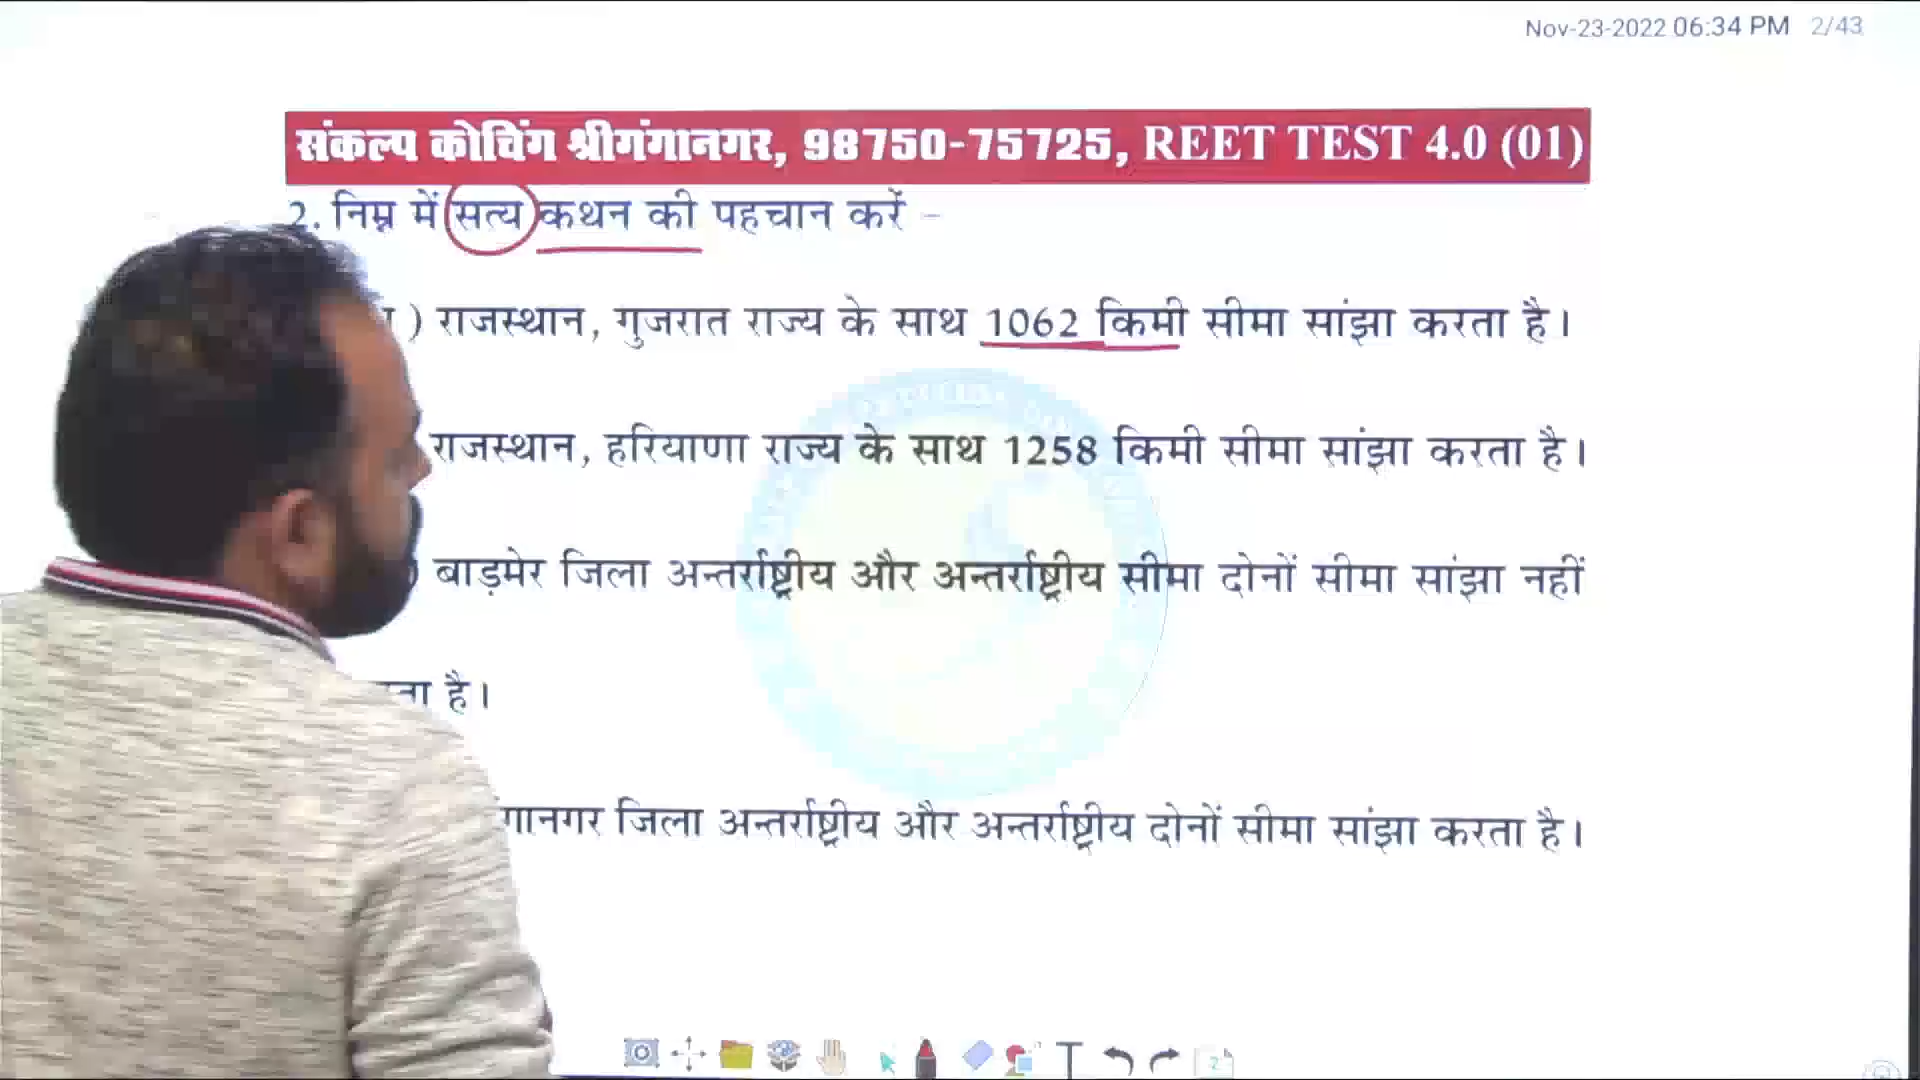 Nov-23-2022 06:34 PM 2/43
संकल्प कोचिंग श्रीगंगानगर, 98750-75725, REET TEST 4.0 (01)
2. निम्न में सत्य कथन की पहचान करें –
) राजस्थान, गुजरात राज्य के साथ 1062 किमी सीमा सांझा करता है।
राजस्थान, हरियाणा राज्य के साथ 1258 किमी सीमा सांझा करता है।
) बाड़मेर जिला अन्तर्राष्ट्रीय और अन्तर्राष्ट्रीय सीमा दोनों सीमा सांझा नहीं
है।
जिला अन्तर्राष्ट्रीय और अन्तर्राष्ट्रीय दोनों सीमा सांझा करता है।